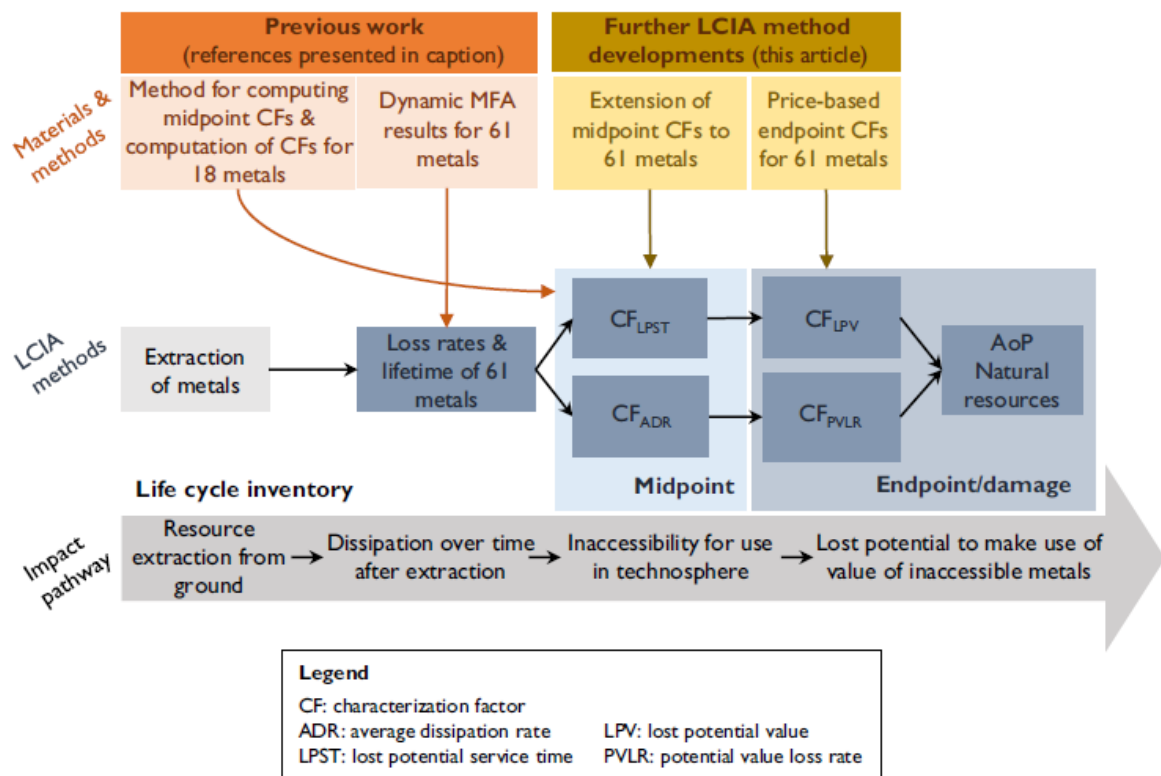 Previous work
(references presented in caption)
Further LCIA method
developments (this article)
Materials &
methods
Method for computing
midpoint CFs &
computation of CFs for
18 metals
Dynamic MFA
results for 61
metals
Extension of
midpoint CFs to
61 metals
Price-based
endpoint CFs
for 61 metals
LCIA
methods
Extraction
of metals
Loss rates &
lifetime of 61
metals
CF_LPST
CF_ADR
CF_LPV
CF_PVLR
AoP
Natural
resources
Midpoint
Endpoint/damage
Life cycle inventory
Impact
pathway
Resource
extraction from
ground
Dissipation over time
after extraction
Inaccessibility for use
in technosphere
Lost potential to make use of
value of inaccessible metals
Legend
CF: characterization factor
ADR: average dissipation rate
LPV: lost potential value
LPST: lost potential service time
PVLR: potential value loss rate